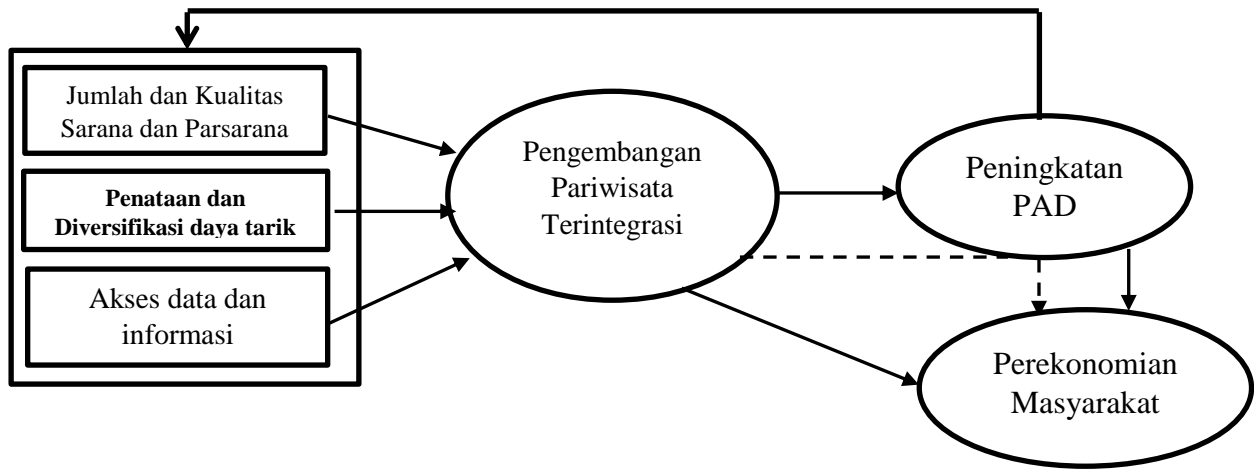 Jumlah dan Kualitas
Sarana dan Parsarana
Penataan dan
Diversifikasi daya tarik
Akses data dan
informasi
Pengembangan
Pariwisata
Terintegrasi
Peningkatan
PAD
Perekonomian
Masyarakat